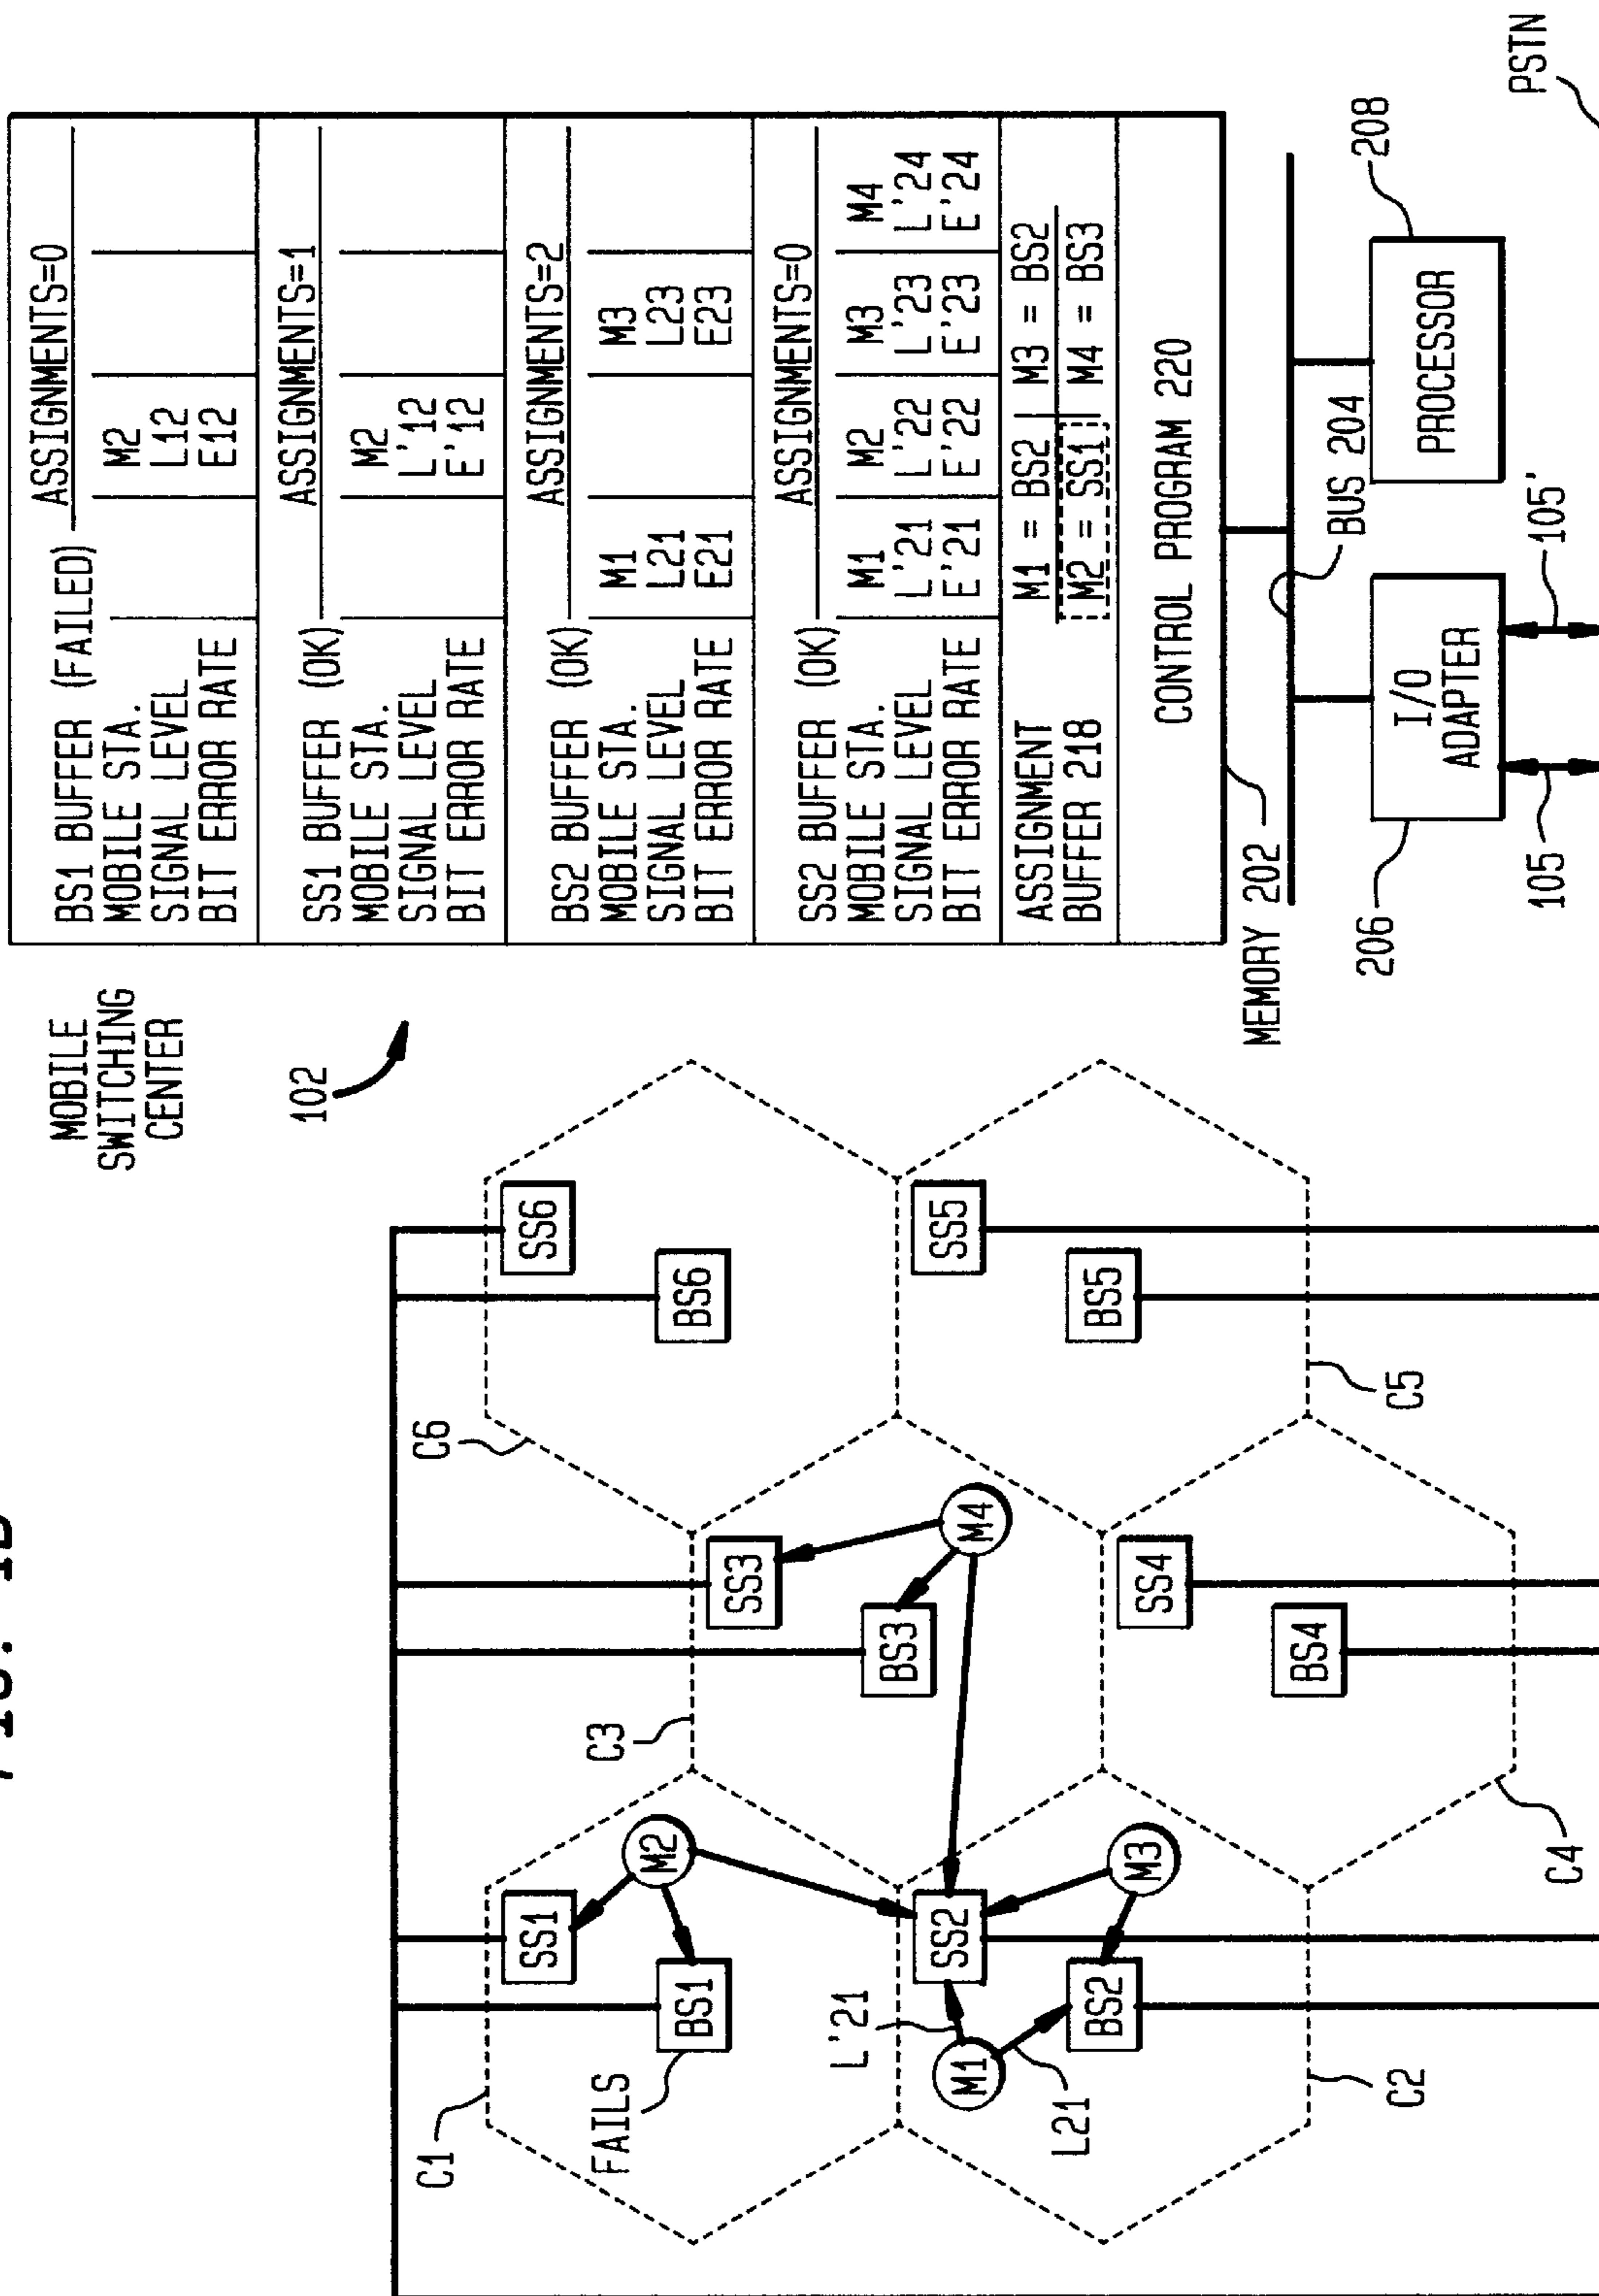 MOBILE
SWITCHING
CENTER
102
BS1 BUFFER (FAILED) ASSIGNMENTS=0
MOBILE STA. M2
SIGNAL LEVEL L12
BIT ERROR RATE E12
SS1 BUFFER (OK) ASSIGNMENTS=1
MOBILE STA. M2
SIGNAL LEVEL L'12
BIT ERROR RATE E'12
BS2 BUFFER (OK) ASSIGNMENTS=2
MOBILE STA. M1 M3
SIGNAL LEVEL L21 L23
BIT ERROR RATE E21 E23
SS2 BUFFER (OK) ASSIGNMENTS=0
MOBILE STA. M1 M2 M3 M4
SIGNAL LEVEL L'21 L'22 L'23 L'24
BIT ERROR RATE E'21 E'22 E'23 E'24
ASSIGNMENT M1 = BS2 M3 = BS2
BUFFER 218 M2 = SS1 M4 = BS3
CONTROL PROGRAM 220
MEMORY 202
BUS 204
206
I/O
ADAPTER
PROCESSOR
208
105
105'
PSTN
C1
C6
SS1
SS6
FAILS
BS1
M2
BS6
C3
SS3
L'21
BS3
SS2
SS5
M1
M4
L21
BS2
M3
BS5
SS4
BS4
C2
C5
C4